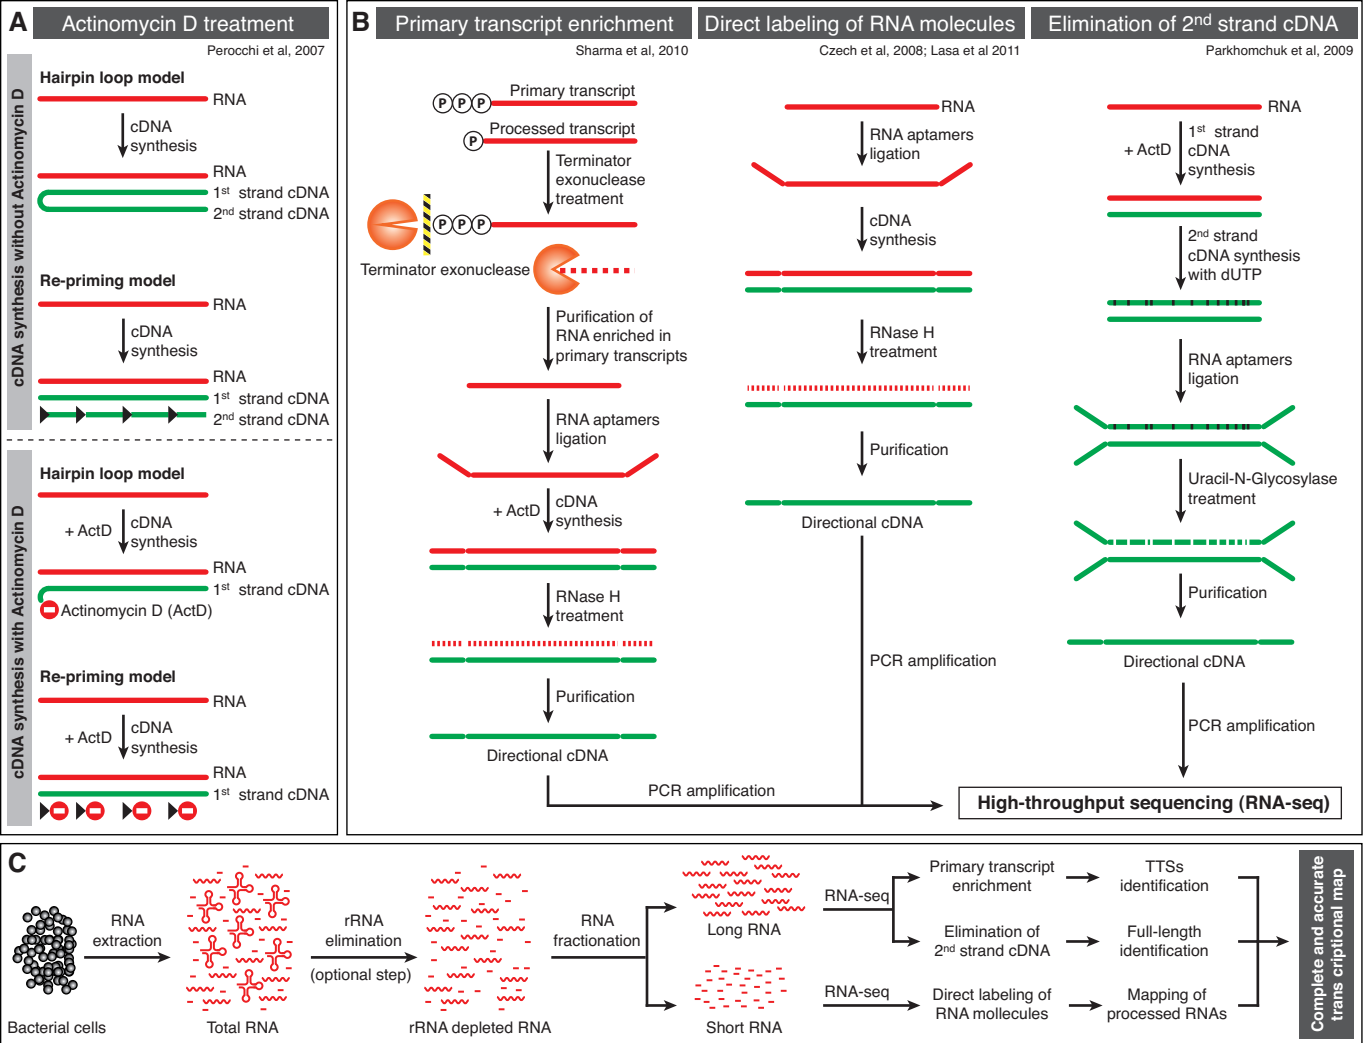 A
Actinomycin D treatment
Perocchi et al, 2007
cDNA synthesis without Actinomycin D
Hairpin loop model
RNA
cDNA
synthesis
RNA
1st strand cDNA
2nd strand cDNA
Re-priming model
RNA
cDNA
synthesis
RNA
1st strand cDNA
2nd strand cDNA
cDNA synthesis with Actinomycin D
Hairpin loop model
+ ActD
cDNA
synthesis
RNA
1st strand cDNA
Actinomycin D (ActD)
Re-priming model
RNA
+ ActD
cDNA
synthesis
RNA
1st strand cDNA
B
Primary transcript enrichment
Sharma et al, 2010
P P P
Primary transcript
P
Processed transcript
Terminator
exonuclease
treatment
P P P
Terminator exonuclease
Purification of
RNA enriched in
primary transcripts
RNA aptamers
ligation
+ ActD
cDNA
synthesis
RNase H
treatment
Purification
Directional cDNA
PCR amplification
Direct labeling of RNA molecules
Czech et al, 2008; Lasa et al 2011
RNA
RNA aptamers
ligation
cDNA
synthesis
RNase H
treatment
Purification
Directional cDNA
PCR amplification
Elimination of 2nd strand cDNA
Parkhomchuk et al, 2009
RNA
+ ActD
1st strand
cDNA
synthesis
2nd strand
cDNA synthesis
with dUTP
RNA aptamers
ligation
Uracil-N-Glycosylase
treatment
Purification
Directional cDNA
PCR amplification
High-throughput sequencing (RNA-seq)
C
Bacterial cells
RNA
extraction
Total RNA
rRNA
elimination
(optional step)
rRNA depleted RNA
RNA
fractionation
Long RNA
Short RNA
RNA-seq
Primary transcript
enrichment
TTSs
identification
Elimination of
2nd strand cDNA
Full-length
identification
RNA-seq
Direct labeling of
RNA mollecules
Mapping of
processed RNAs
Complete and accurate
trans criptional map